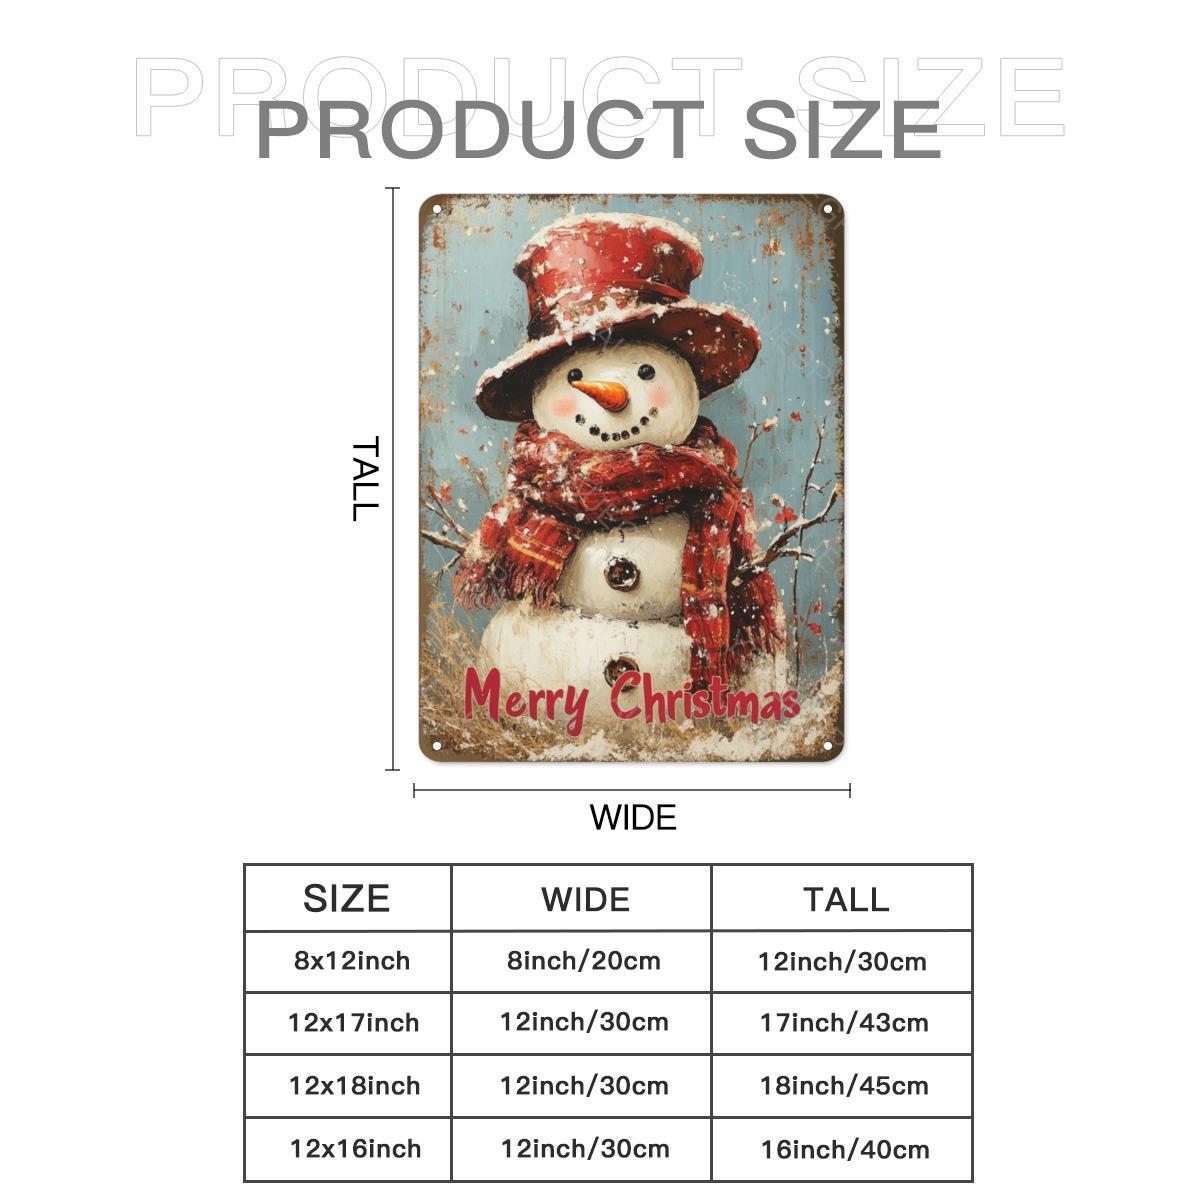 PRODUCT SIZE
PRODUCT SIZE
TALL
Merry Christmas
WIDE
SIZE WIDE TALL
8x12inch 8inch/20cm 12inch/30cm
12x17inch 12inch/30cm 17inch/43cm
12x18inch 12inch/30cm 18inch/45cm
12x16inch 12inch/30cm 16inch/40cm